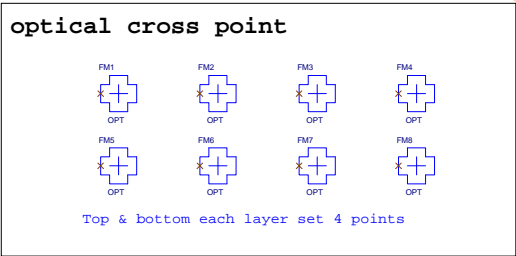 optical cross point
FM1 FM2 FM3 FM4
OPT OPT OPT OPT
FM5 FM6 FM7 FM8
OPT OPT OPT OPT
Top & bottom each layer set 4 points